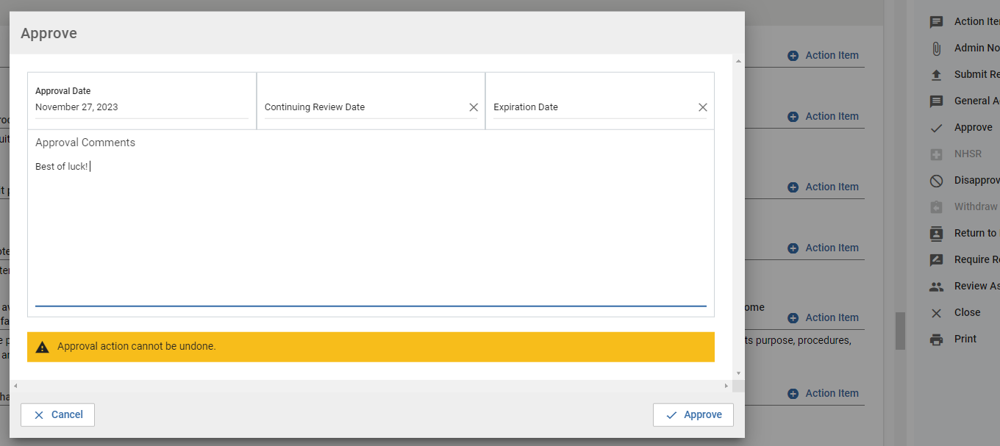 Approve
Approval Date
November 27, 2023
Continuing Review Date
Expiration Date
Approval Comments
Best of luck!
Approval action cannot be undone.
Cancel
Approve
Action Item
Action Item
Action Item
Action Item
ome
Action Item
ts purpose, procedures,
Action Item
Action Ite
Admin No
Submit Re
General A
Approve
NHSR
Disapprov
Withdraw
Return to
Require R
Review As
Close
Print